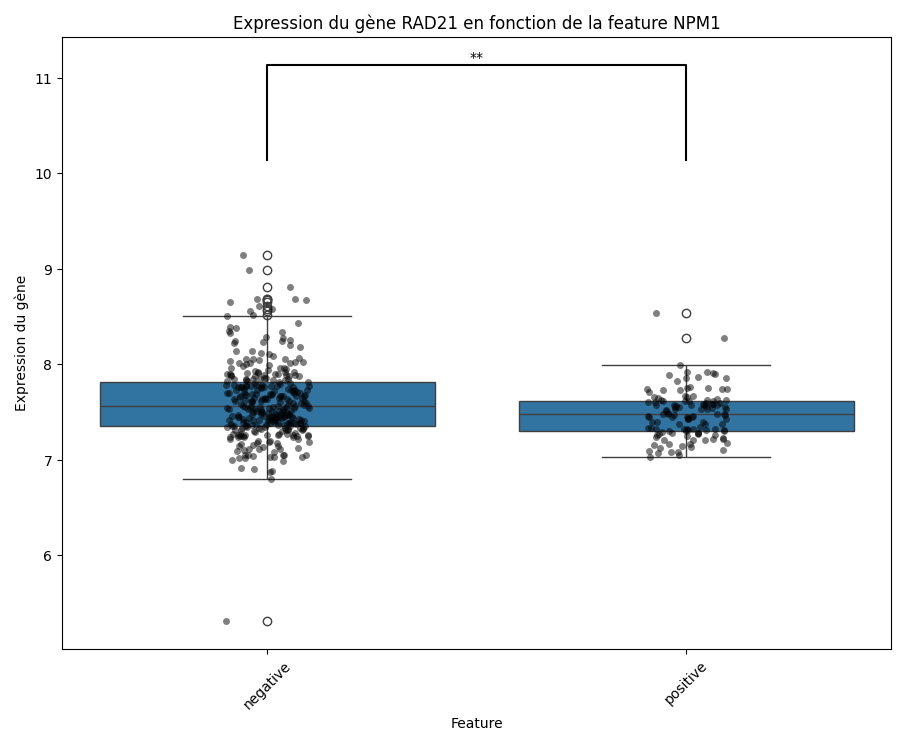 Expression du gène RAD21 en fonction de la feature NPM1
**
11
10
9
8
7
6
Expression du gène
negative
positive
Feature